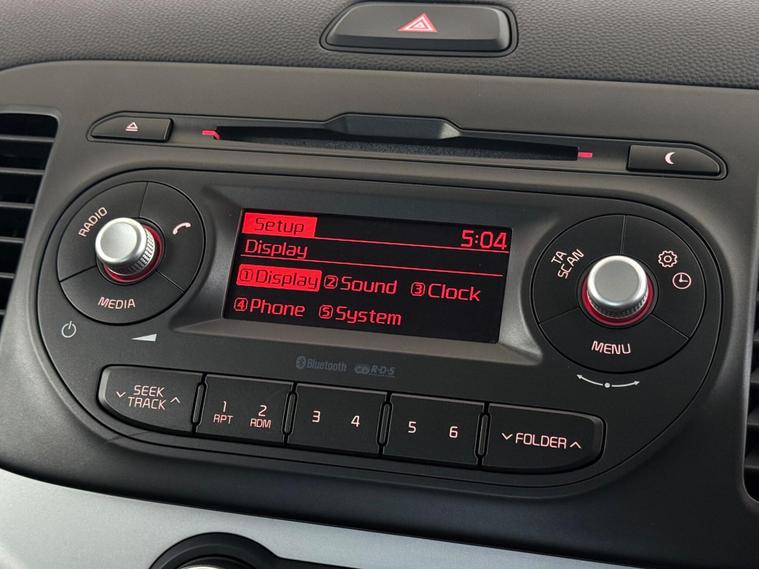 RADIO
MEDIA
Setup
5:04
Display
①Display ②Sound ③Clock
④Phone ⑤System
TA
SCAN
MENU
Bluetooth R·D·S
SEEK
TRACK
1
RPT
2
RDM
3 4
5 6
FOLDER